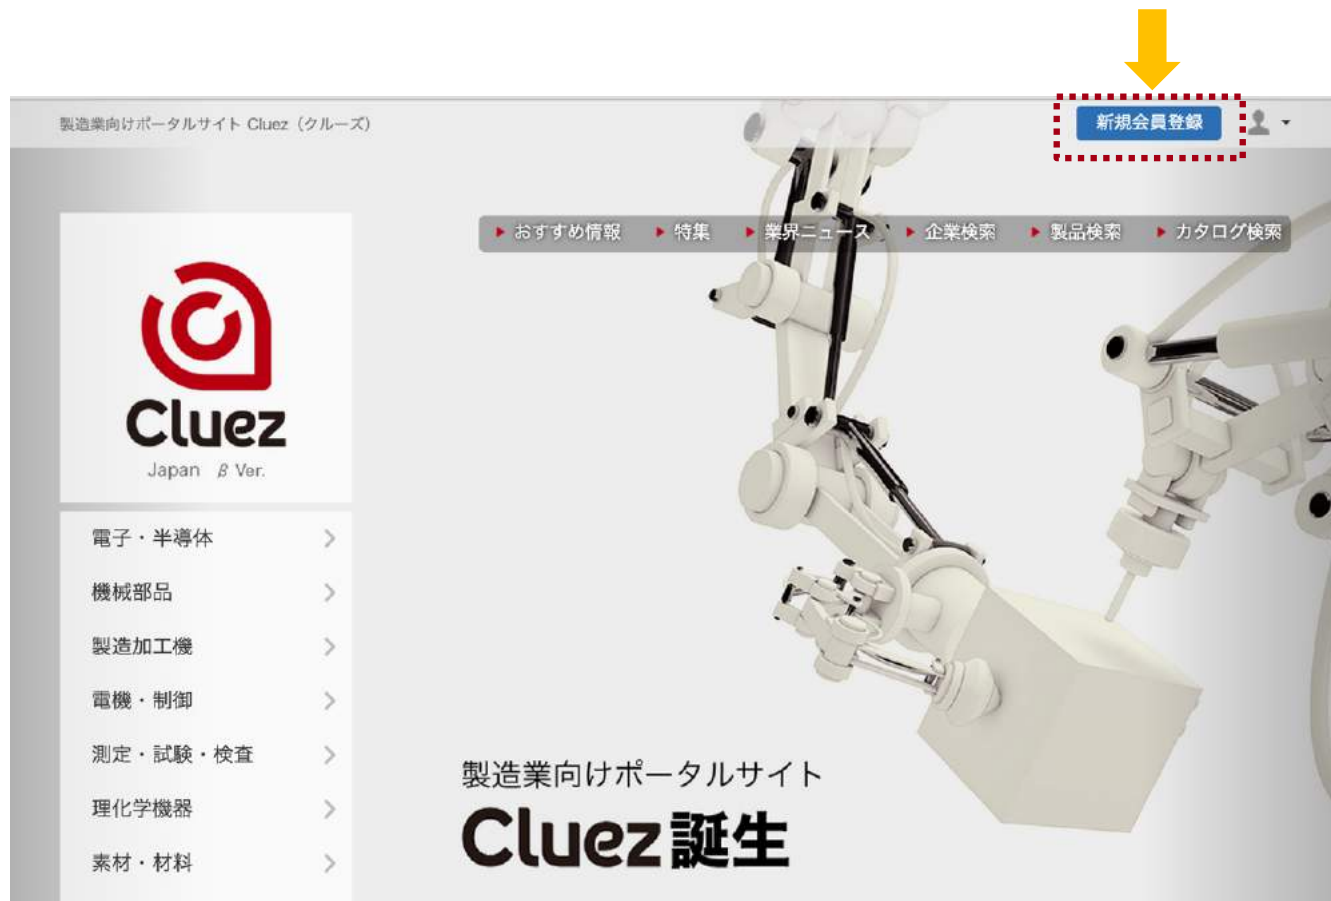 製造業向けポータルサイト Cluez（クルーズ）
新規会員登録
おすすめ情報 特集 業界ニュース 企業検索 製品検索 カタログ検索
Cluez
Japan β Ver.
電子・半導体
機械部品
製造加工機
電機・制御
測定・試験・検査
理化学機器
素材・材料
製造業向けポータルサイト
Cluez誕生